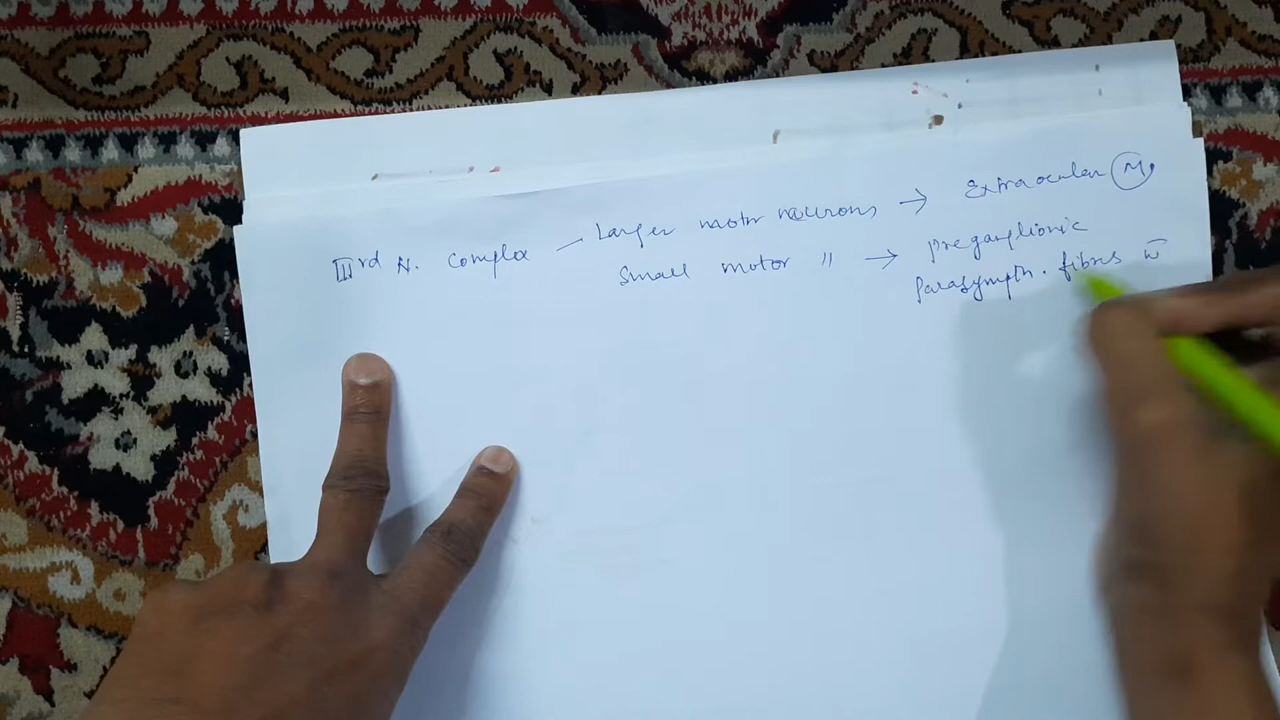 IIIrd N. Complex — Larger motor neurons → Extraocular M,
Small motor " → preganglionic
Parasympth. fibres w̄